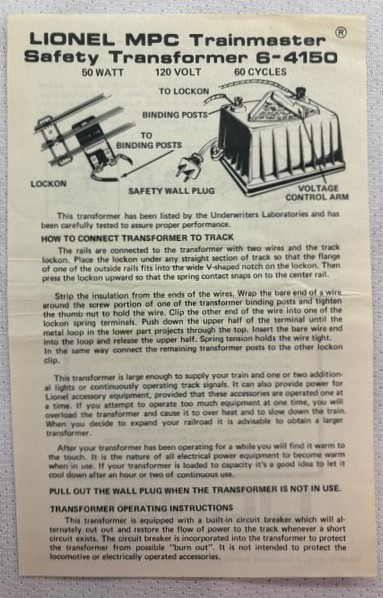 LIONEL MPC Trainmaster ®
Safety Transformer 6-4150
50 WATT 120 VOLT 60 CYCLES
TO LOCKON
BINDING POSTS
TO
BINDING POSTS
LOCKON
SAFETY WALL PLUG
VOLTAGE
CONTROL ARM
This transformer has been listed by the Underwriters Laboratories and has
been carefully tested to assure proper performance.
HOW TO CONNECT TRANSFORMER TO TRACK
The rails are connected to the transformer with two wires and the track
lockon. Place the lockon under any straight section of track so that the flange
of one of the outside rails fits into the wide V-shaped notch on the lockon. Then
press the lockon upward so that the spring contact snaps on to the center rail.
Strip the insulation from the ends of the wires. Wrap the bare end of a wire
around the screw portion of one of the transformer binding posts and tighten
the thumb nut to hold the wire. Clip the other end of the wire into one of the
lockon spring terminals. Push down the upper half of the terminal until the
metal loop in the lower part projects through the top. Insert the bare wire end
into the loop and release the upper half. Spring tension holds the wire tight.
In the same way connect the remaining transformer posts to the other lockon
clip.
This transformer is large enough to supply your train and one or two addition-
al lights or continuously operating track signals. It can also provide power for
Lionel accessory equipment, provided that these accessories are operated one at
a time. If you attempt to operate too much equipment at one time, you will
overload the transformer and cause it to over heat and to slow down the train.
When you decide to expand your railroad it is advisable to obtain a larger
transformer.
After your transformer has been operating for a while you will find it warm to
the touch. It is the nature of all electrical power equipment to become warm
when in use. If your transformer is loaded to capacity it's a good idea to let it
cool down after an hour or two of continuous use.
PULL OUT THE WALL PLUG WHEN THE TRAINFORMER IS NOT IN USE.
TRANSFORMER OPERATING INSTRUCTIONS
This transformer is equipped with a built-in circuit breaker which will al-
ternately cut out and restore the flow of power to the track whenever a short
circuit exists. The circuit breaker is incorporated into the transformer to protect
the transformer from possible "burn out". It is not intended to protect the
locomotive or electrically operated accessories.